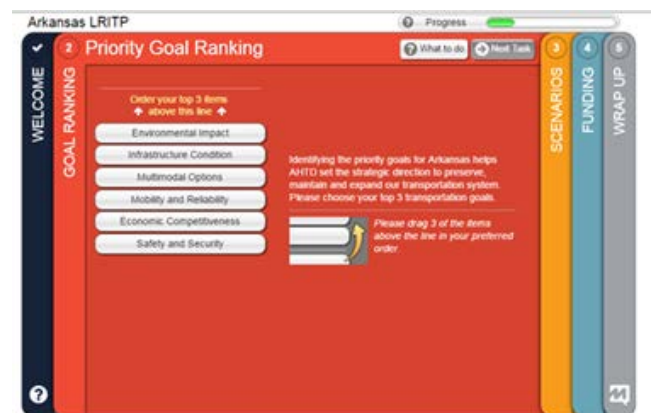 Arkansas LRITP
Progress
WELCOME
2
GOAL RANKING
Priority Goal Ranking
What to do
Next Task
Order your top 3 items
above this line
Environmental Impact
Infrastructure Condition
Multimodal Options
Mobility and Reliability
Economic Competitiveness
Safety and Security
Identifying the priority goals for Arkansas helps
AHTD set the strategic direction to preserve,
maintain and expand our transportation system.
Please choose your top 3 transportation goals.
Please drag 3 of the items
above the line in your preferred
order.
3
SCENARIOS
4
FUNDING
5
WRAP UP